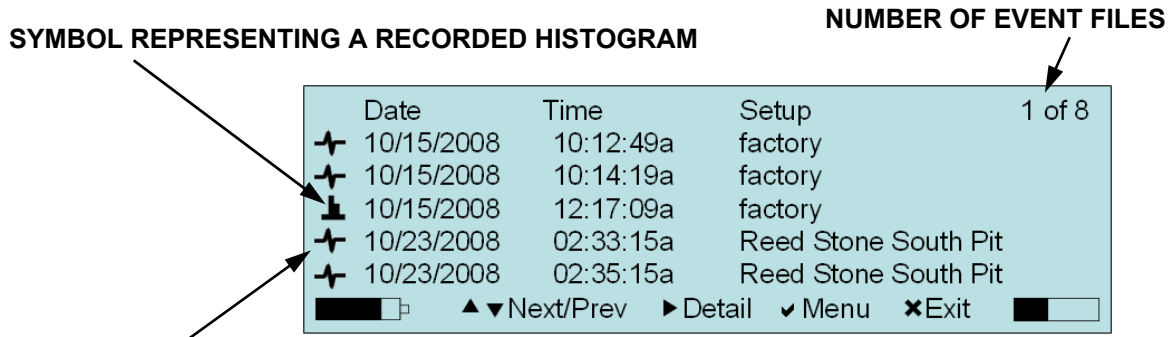 NUMBER OF EVENT FILES
SYMBOL REPRESENTING A RECORDED HISTOGRAM
Date Time Setup 1 of 8
10/15/2008 10:12:49a factory
10/15/2008 10:14:19a factory
10/15/2008 12:17:09a factory
10/23/2008 02:33:15a Reed Stone South Pit
10/23/2008 02:35:15a Reed Stone South Pit
▲▼Next/Prev ►Detail ✔Menu ✖Exit